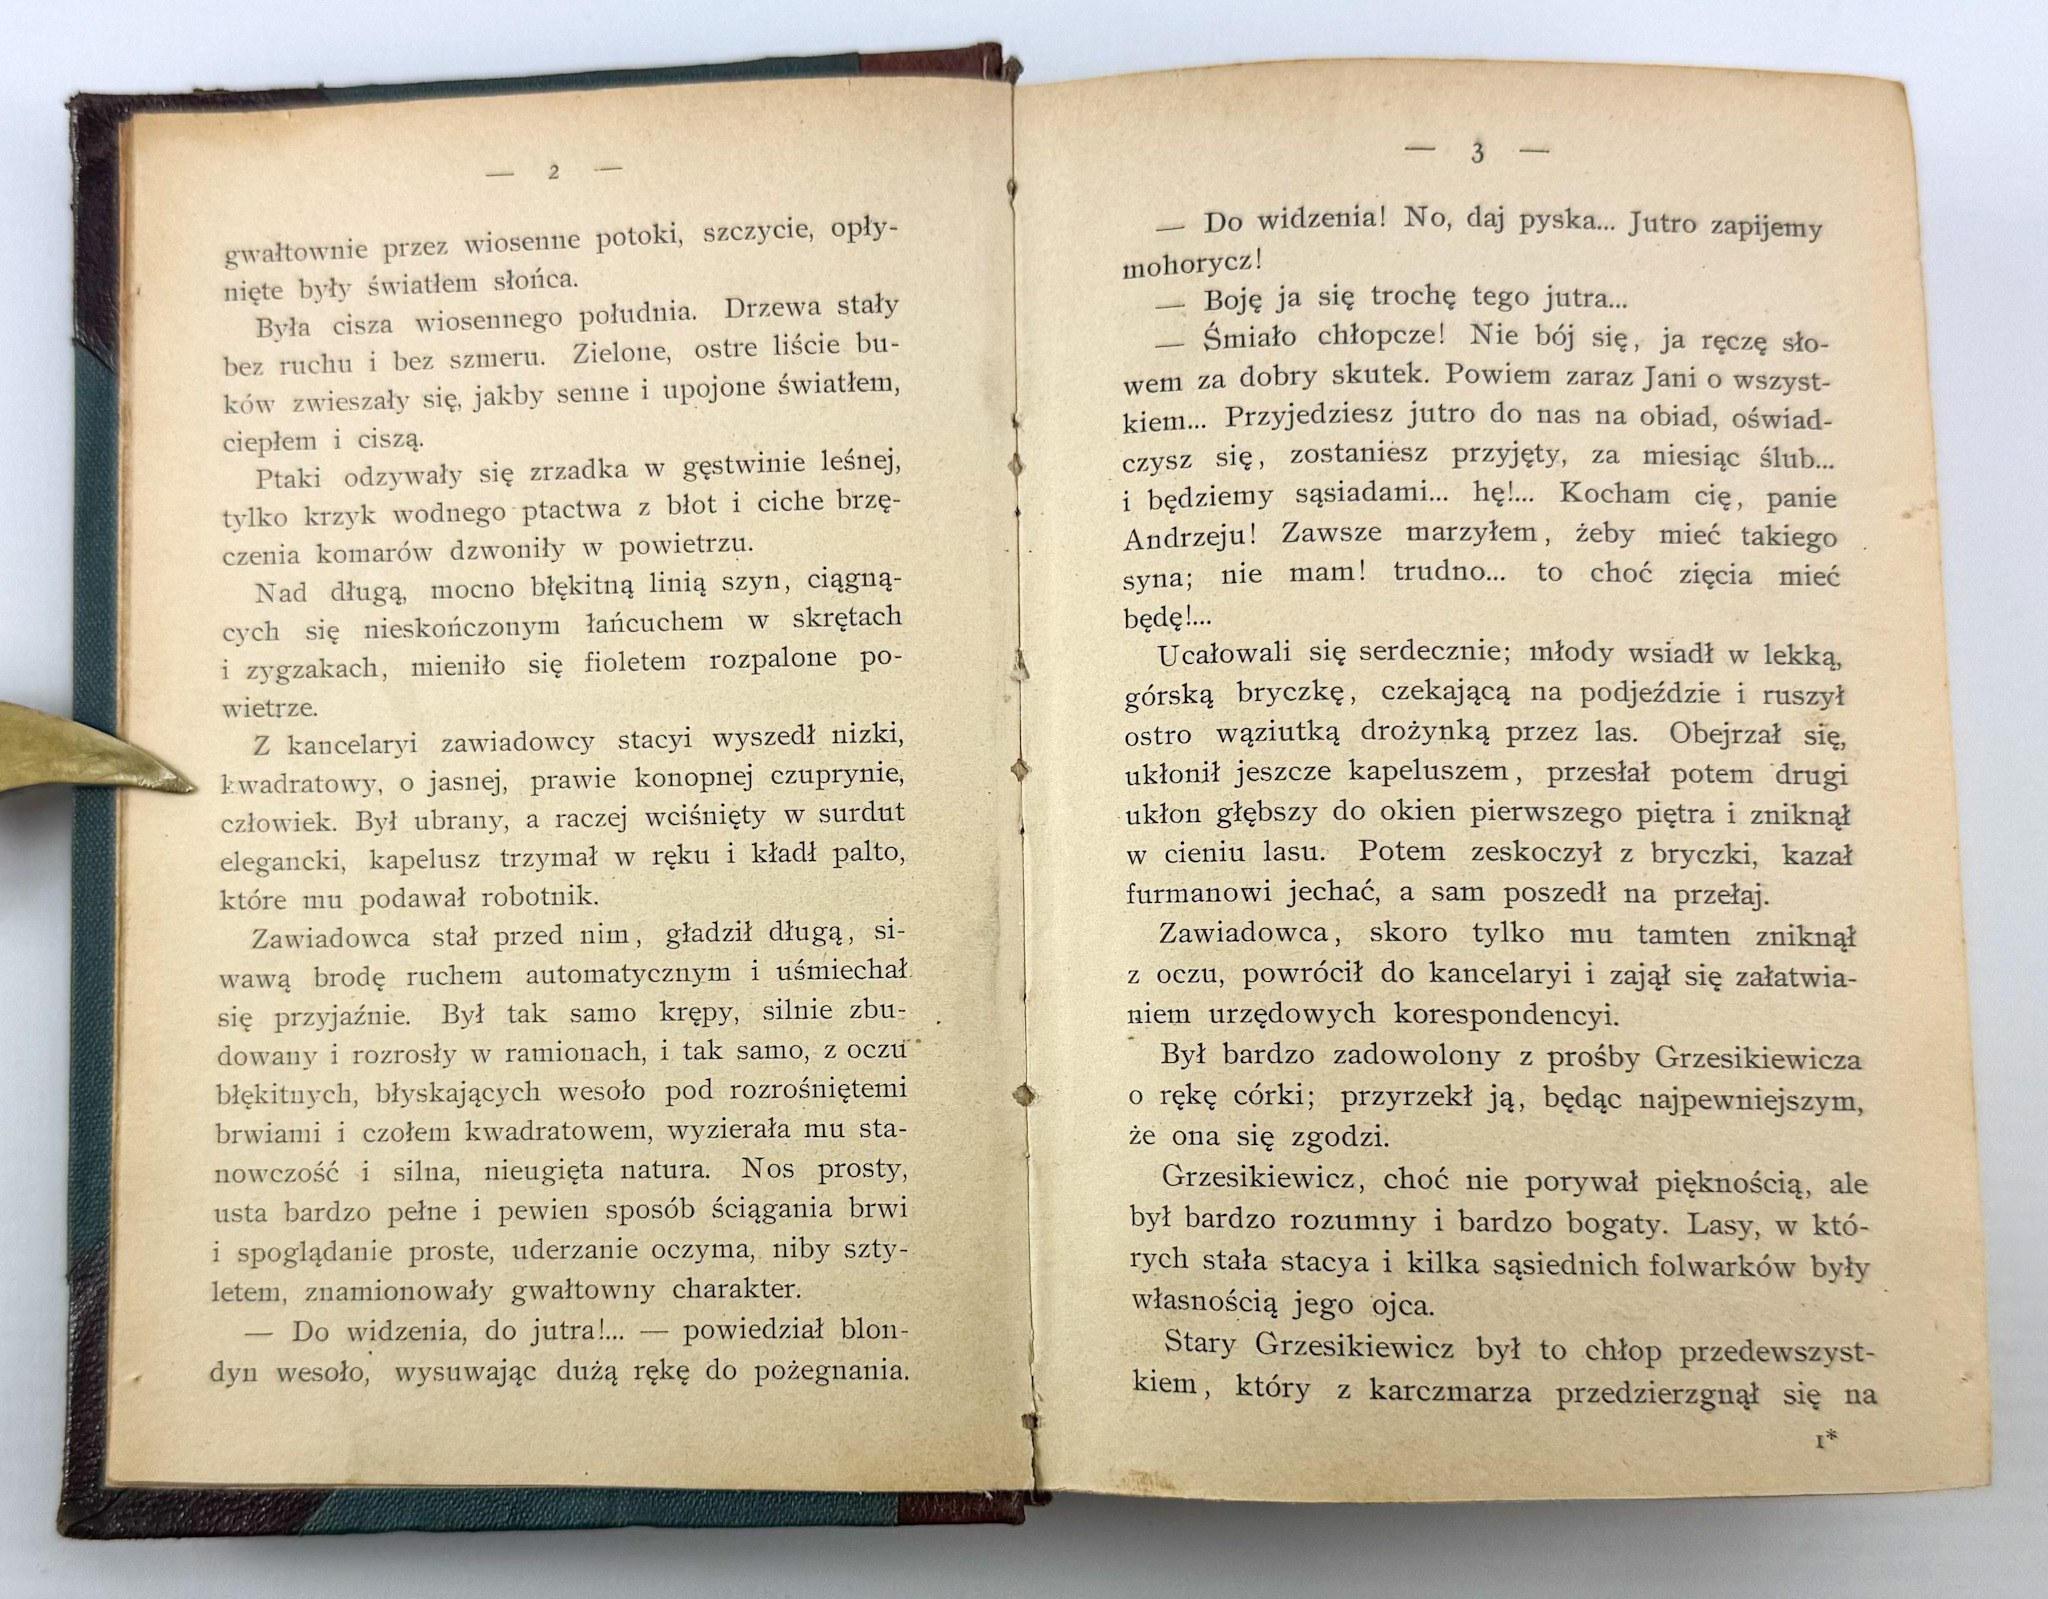 — 2 —
gwałtownie przez wiosenne potoki, szczycie, opły-
nięte były światłem słońca.
Była cisza wiosennego południa. Drzewa stały
bez ruchu i bez szmeru. Zielone, ostre liście bu-
ków zwieszały się, jakby senne i upojone światłem,
ciepłem i ciszą.
Ptaki odzywały się zrzadka w gęstwinie leśnej,
tylko krzyk wodnego ptactwa z błot i ciche brzę-
czenia komarów dzwoniły w powietrzu.
Nad długą, mocno błękitną linią szyn, ciągną-
cych się nieskończonym łańcuchem w skrętach
i zygzakach, mieniło się fioletem rozpalone po-
wietrze.
Z kancelaryi zawiadowcy stacyi wyszedł nizki,
kwadratowy, o jasnej, prawie konopnej czuprynie,
człowiek. Był ubrany, a raczej wciśnięty w surdut
elegancki, kapelusz trzymał w ręku i kładł palto,
które mu podawał robotnik.
Zawiadowca stał przed nim, gładził długą, si-
wawą brodę ruchem automatycznym i uśmiechał
się przyjaźnie. Był tak samo krępy, silnie zbu-
dowany i rozrosły w ramionach, i tak samo, z oczu
błękitnych, błyskających wesoło pod rozrośniętemi
brwiami i czołem kwadratowem, wyzierała mu sta-
nowczość i silna, nieugięta natura. Nos prosty,
usta bardzo pełne i pewien sposób ściągania brwi
i spoglądanie proste, uderzanie oczyma, niby szty-
letem, znamionowały gwałtowny charakter.
— Do widzenia, do jutra!... — powiedział blon-
dyn wesoło, wysuwając dużą rękę do pożegnania.
— 3 —
— Do widzenia! No, daj pyska... Jutro zapijemy
mohorycz!
— Boję ja się trochę tego jutra...
— Śmiało chłopcze! Nie bój się, ja ręczę sło-
wem za dobry skutek. Powiem zaraz Jani o wszyst-
kiem... Przyjedziesz jutro do nas na obiad, oświad-
czysz się, zostaniesz przyjęty, za miesiąc ślub...
i będziemy sąsiadami... hę!... Kocham cię, panie
Andrzeju! Zawsze marzyłem, żeby mieć takiego
syna; nie mam! trudno... to choć zięcia mieć
będę!...
Ucałowali się serdecznie; młody wsiadł w lekką,
górską bryczkę, czekającą na podjeździe i ruszył
ostro wąziutką drożynką przez las. Obejrzał się,
ukłonił jeszcze kapeluszem, przesłał potem drugi
ukłon głębszy do okien pierwszego piętra i zniknął
w cieniu lasu. Potem zeskoczył z bryczki, kazał
furmanowi jechać, a sam poszedł na przełaj.
Zawiadowca, skoro tylko mu tamten zniknął
z oczu, powrócił do kancelaryi i zajął się załatwia-
niem urzędowych korespondencyi.
Był bardzo zadowolony z prośby Grzesikiewicza
o rękę córki; przyrzekł ją, będąc najpewniejszym,
że ona się zgodzi.
Grzesikiewicz, choć nie porywał pięknością, ale
był bardzo rozumny i bardzo bogaty. Lasy, w któ-
rych stała stacya i kilka sąsiednich folwarków były
własnością jego ojca.
Stary Grzesikiewicz był to chłop przedewszyst-
kiem, który z karczmarza przedzierzgnął się na
1*